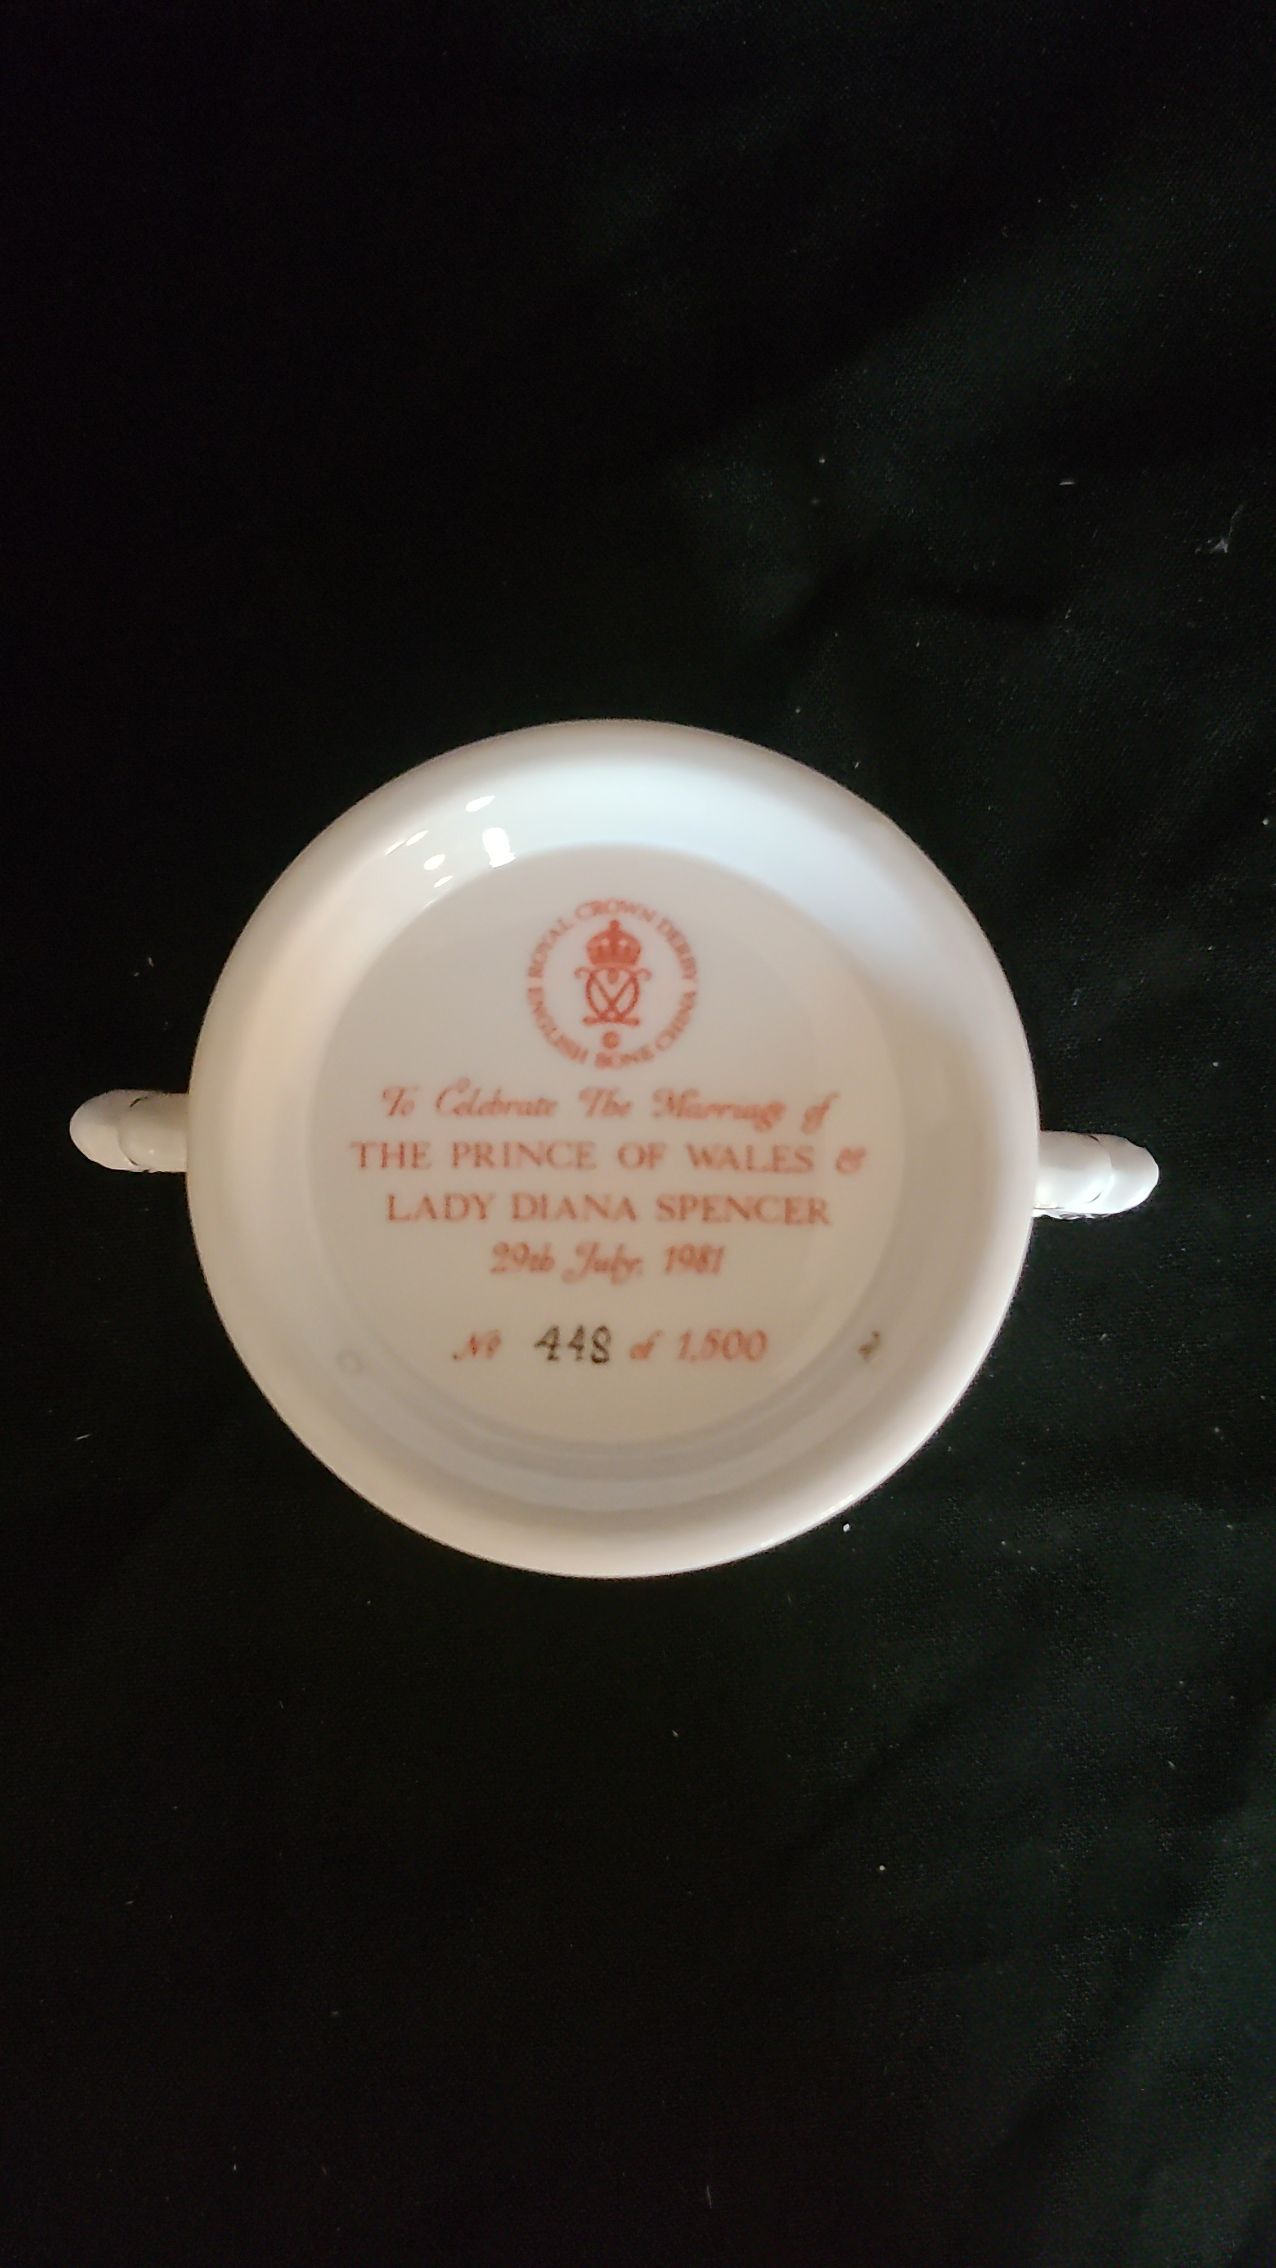 ROYAL CROWN DERBY
ENGLISH BONE CHINA
To Celebrate The Marriage of
THE PRINCE OF WALES &
LADY DIANA SPENCER
29th July, 1981
No 448 of 1,500